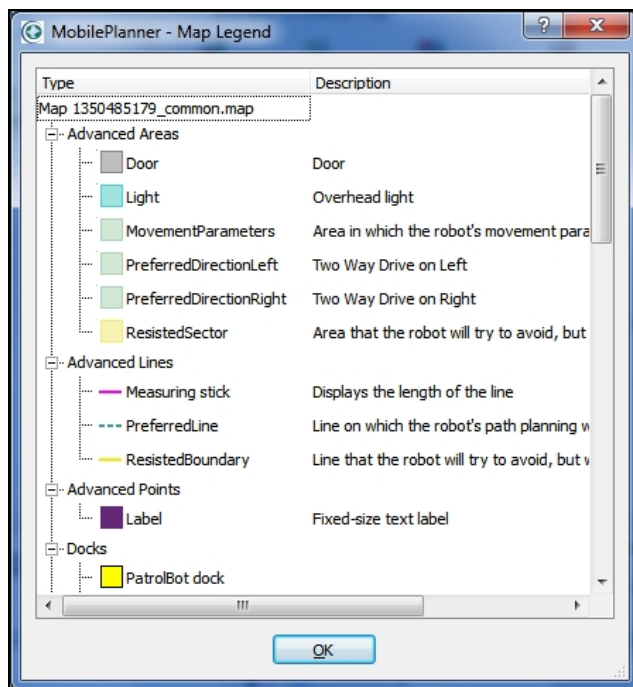 MobilePlanner - Map Legend
Type Description
Map 1350485179_common.map
Advanced Areas
Door Door
Light Overhead light
MovementParameters Area in which the robot's movement para
PreferredDirectionLeft Two Way Drive on Left
PreferredDirectionRight Two Way Drive on Right
ResistedSector Area that the robot will try to avoid, but
Advanced Lines
Measuring stick Displays the length of the line
PreferredLine Line on which the robot's path planning w
ResistedBoundary Line that the robot will try to avoid, but w
Advanced Points
Label Fixed-size text label
Docks
PatrolBot dock
OK